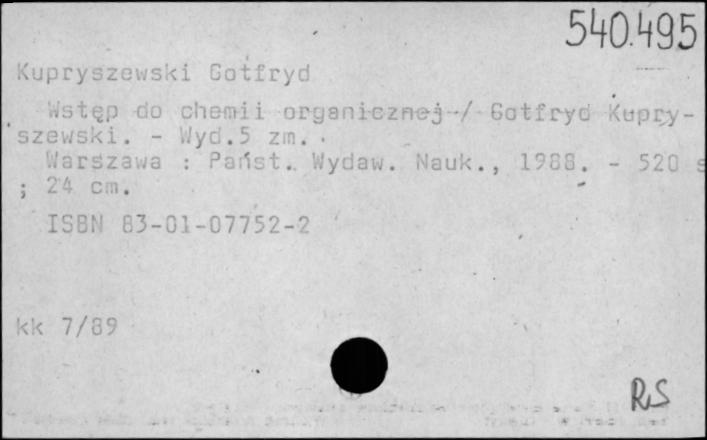 540.495
Kupryszewski Gotfryd
Wstęp do chemii organicznej / Gotfryd Kupry-
szewski. - Wyd.5 zm.
Warszawa : Państ. Wydaw. Nauk., 1988. - 520 s
; 24 cm.
ISBN 83-01-07752-2
kk 7/89
RS